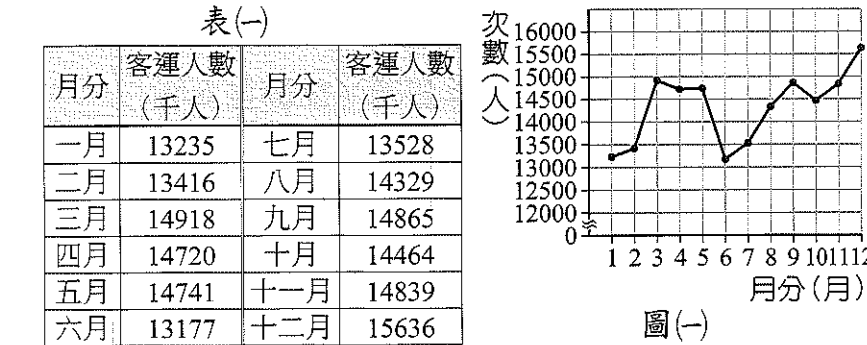 表(一)
月分 客運人數(千人) 月分 客運人數(千人)
一月 13235 七月 13528
二月 13416 八月 14329
三月 14918 九月 14865
四月 14720 十月 14464
五月 14741 十一月 14839
六月 13177 十二月 15636
次數(人)
16000
15500
15000
14500
14000
13500
13000
12500
12000
0
1 2 3 4 5 6 7 8 9 10 11 12
月分(月)
圖(一)